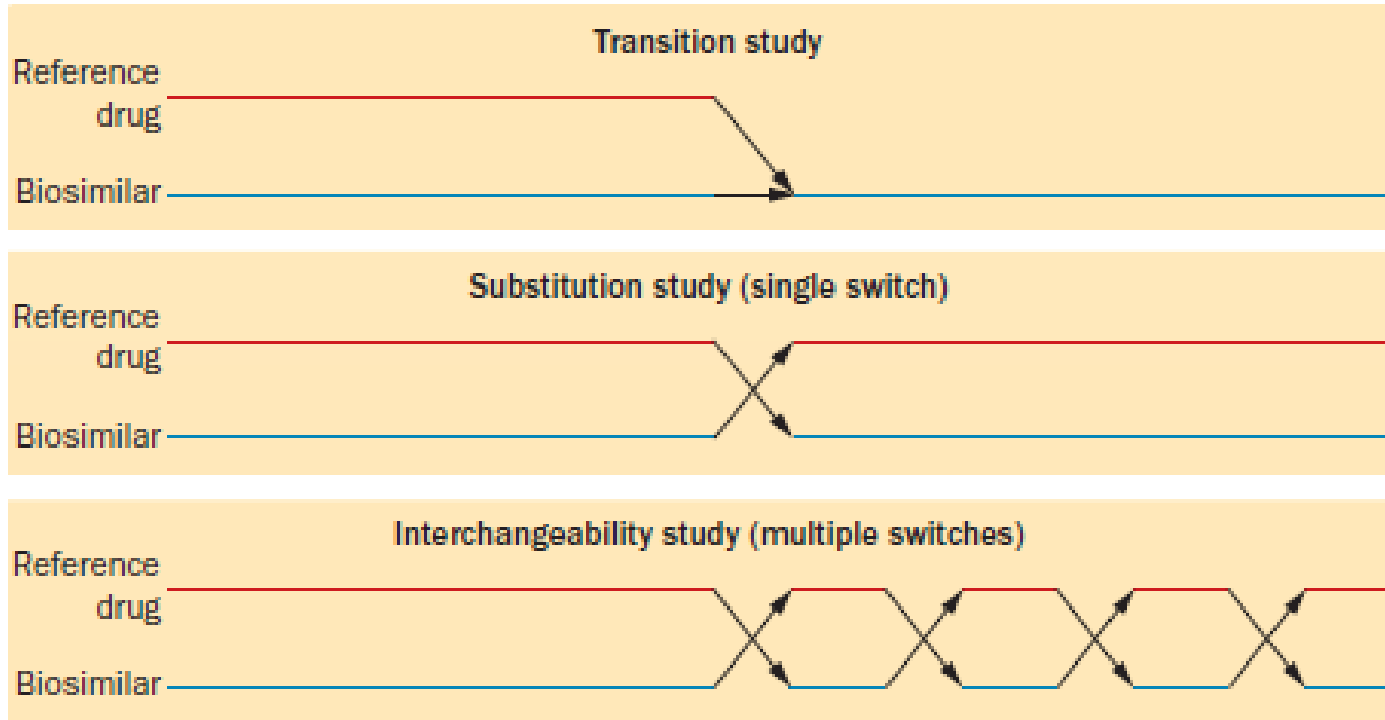 Transition study
Reference
drug
Biosimilar
Substitution study (single switch)
Reference
drug
Biosimilar
Interchangeability study (multiple switches)
Reference
drug
Biosimilar